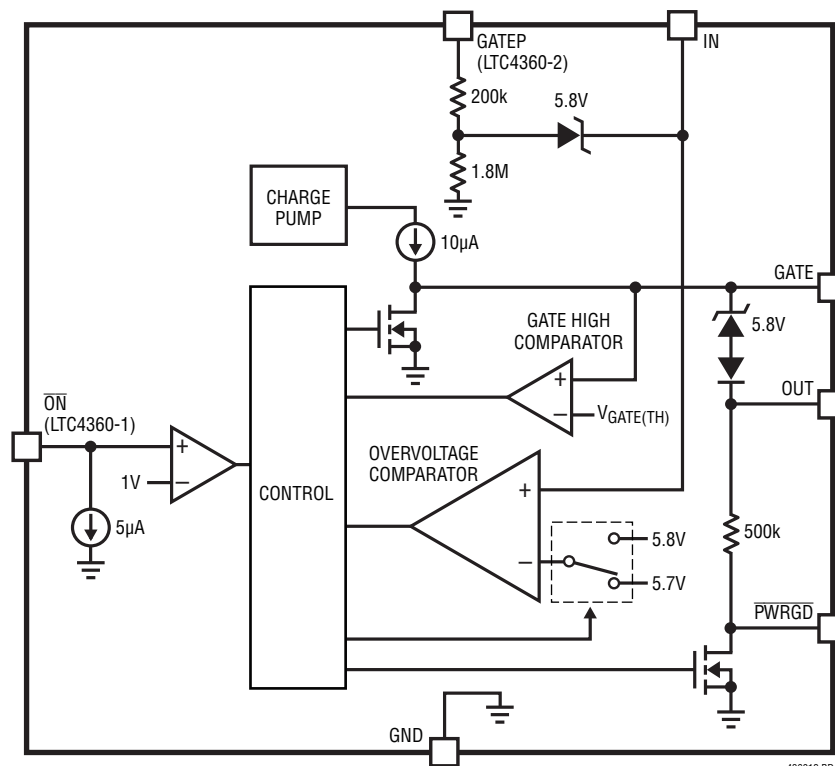 GATEP
(LTC4360-2)
IN
200k
5.8V
1.8M
CHARGE
PUMP
10µA
GATE
GATE HIGH
COMPARATOR
5.8V
+
–
VGATE(TH)
OUT
ON
(LTC4360-1)
+
1V
–
5µA
CONTROL
OVERVOLTAGE
COMPARATOR
+
–
5.8V
5.7V
500k
PWRGD
GND